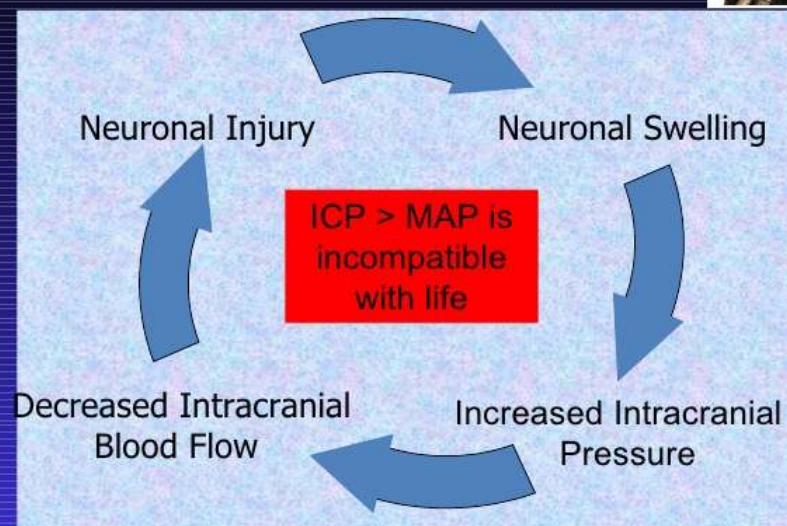 Neuronal Injury
Neuronal Swelling
ICP > MAP is
incompatible
with life
Decreased Intracranial
Blood Flow
Increased Intracranial
Pressure